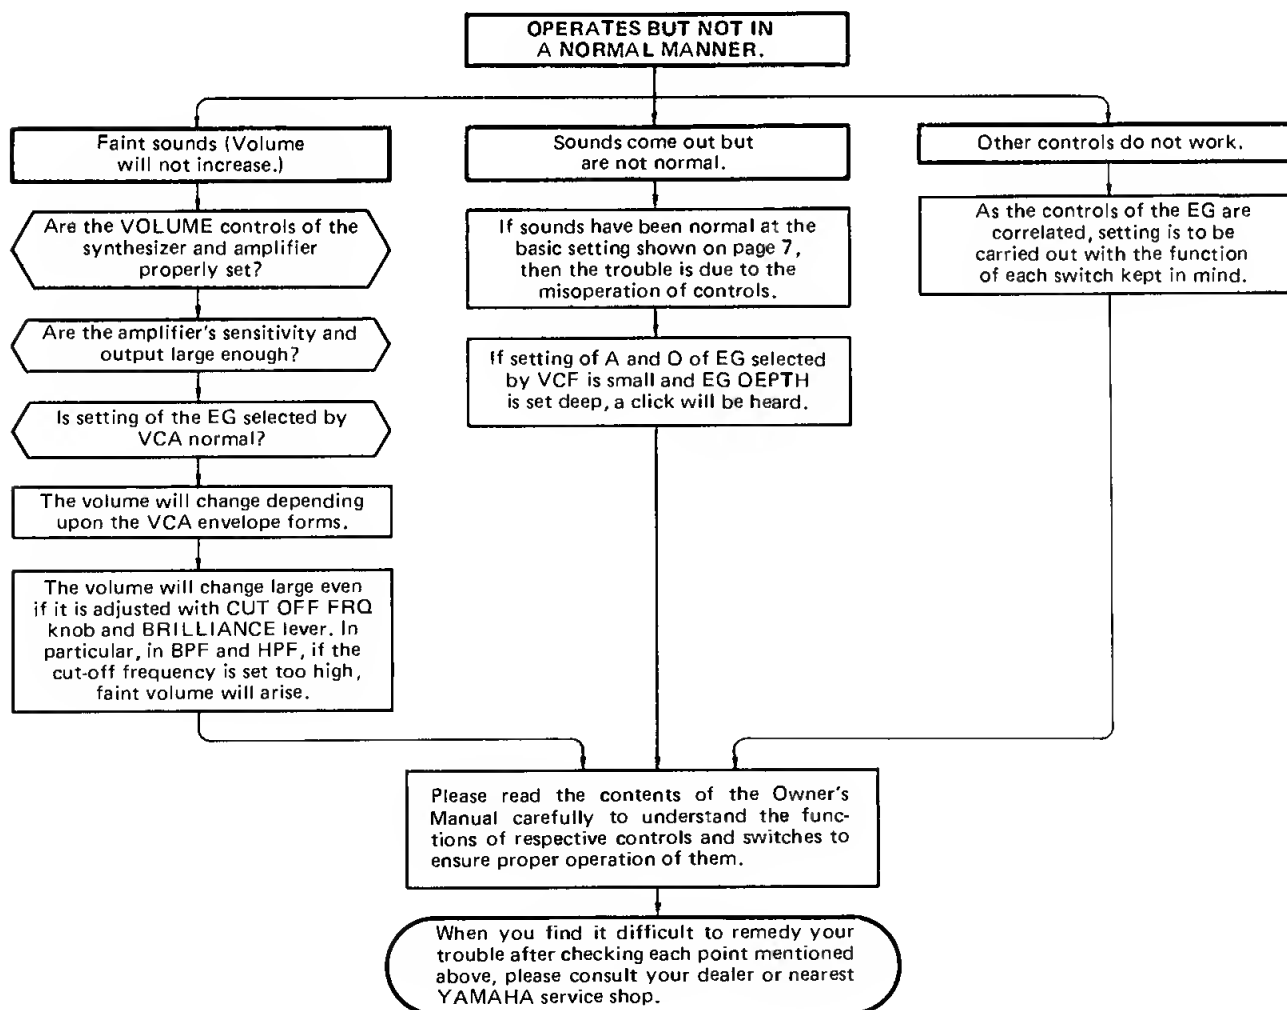 OPERATES BUT NOT IN
A NORMAL MANNER.
Faint sounds (Volume
will not increase.)
Are the VOLUME controls of the
synthesizer and amplifier
properly set?
Are the amplifier's sensitivity and
output large enough?
Is setting of the EG selected by
VCA normal?
The volume will change depending
upon the VCA envelope forms.
The volume will change large even
if it is adjusted with CUT OFF FRQ
knob and BRILLIANCE lever. In
particular, in BPF and HPF, if the
cut-off frequency is set too high,
faint volume will arise.
Sounds come out but
are not normal.
If sounds have been normal at the
basic setting shown on page 7,
then the trouble is due to the
misoperation of controls.
If setting of A and O of EG selected
by VCF is small and EG OEPTH
is set deep, a click will be heard.
Other controls do not work.
As the controls of the EG are
correlated, setting is to be
carried out with the function
of each switch kept in mind.
Please read the contents of the Owner's
Manual carefully to understand the func-
tions of respective controls and switches to
ensure proper operation of them.
When you find it difficult to remedy your
trouble after checking each point mentioned
above, please consult your dealer or nearest
YAMAHA service shop.